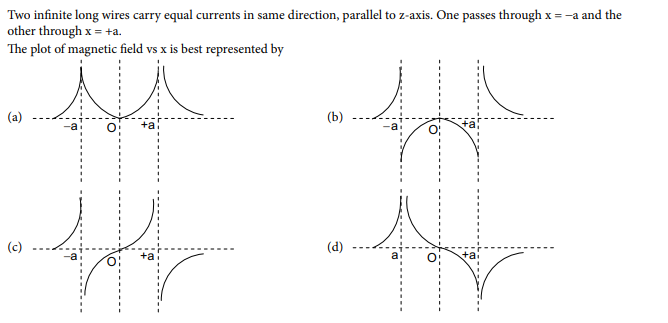 Two infinite long wires carry equal currents in same direction, parallel to z-axis. One passes through x = −a and the
other through x = +a.
The plot of magnetic field vs x is best represented by
(a) −a O +a
(b) −a O +a
(c) −a O +a
(d) a O +a